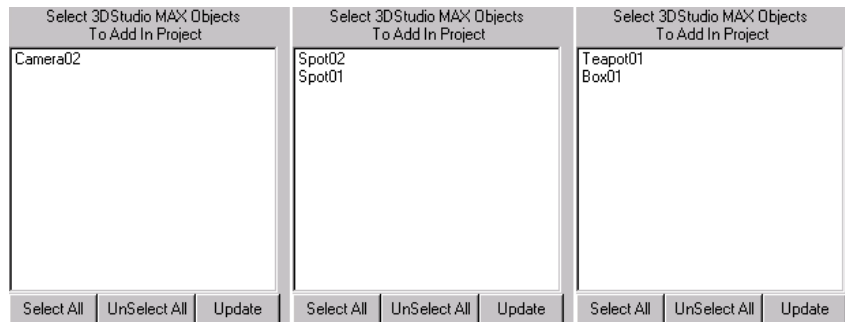 Select 3DStudio MAX Objects
To Add In Project
Camera02
Select All UnSelect All Update
Select 3DStudio MAX Objects
To Add In Project
Spot02
Spot01
Select All UnSelect All Update
Select 3DStudio MAX Objects
To Add In Project
Teapot01
Box01
Select All UnSelect All Update